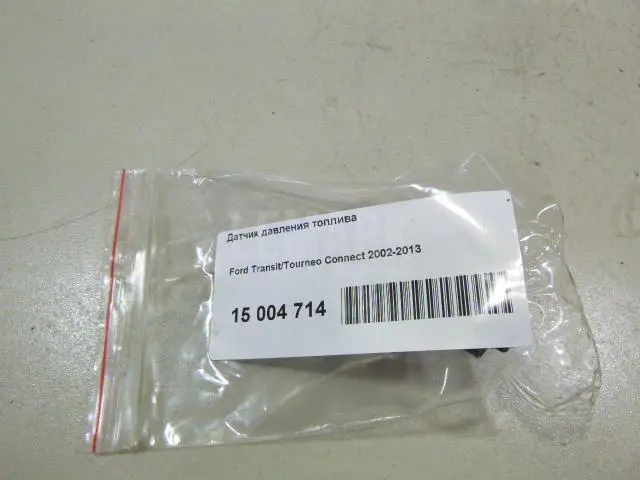 Датчик давления топлива
Ford Transit/Tourneo Connect 2002-2013
15 004 714